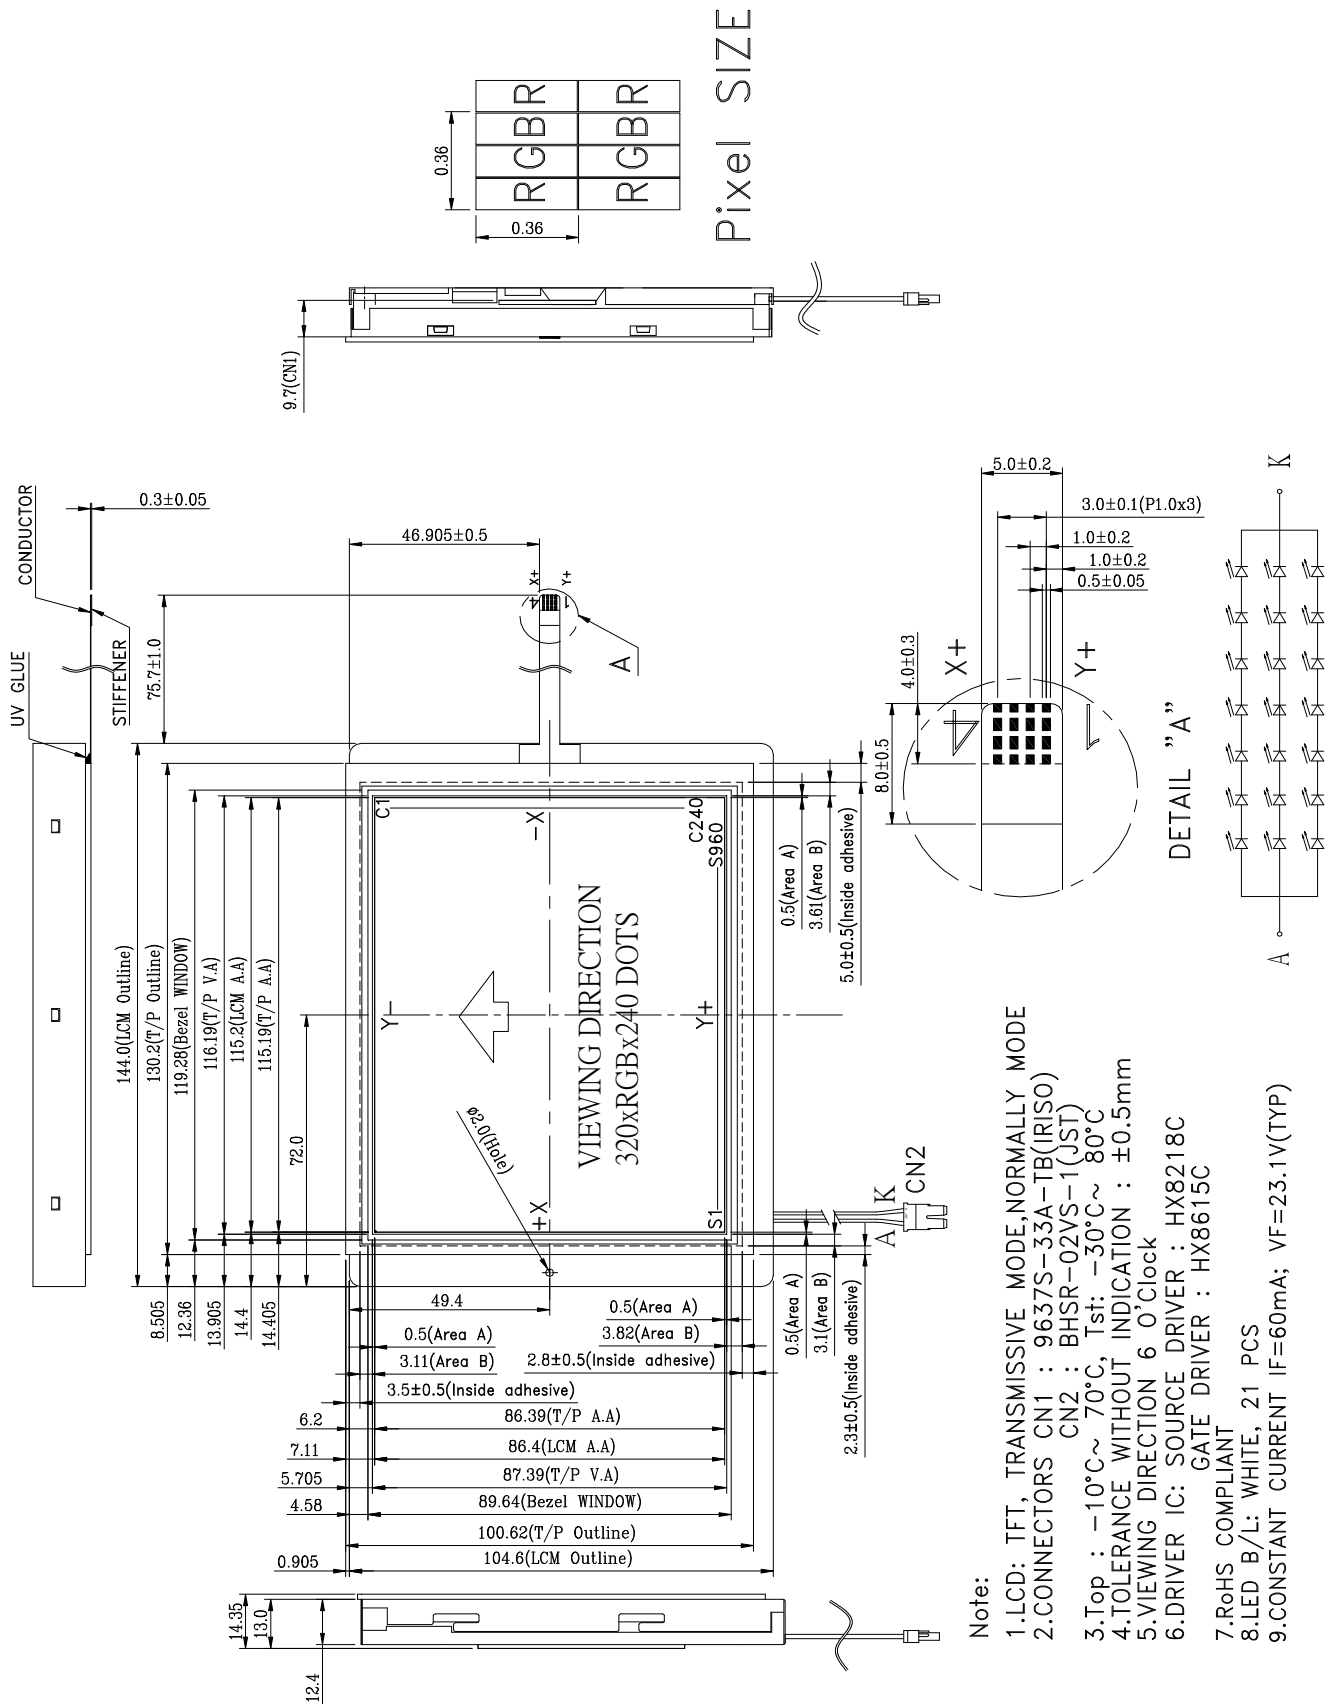 144.0(LCM Outline)
130.2(T/P Outline)
119.28(Bezel WINDOW)
116.19(T/P V.A)
115.2(LCM A.A)
115.19(T/P A.A)
72.0
75.7±1.0
UV GLUE
CONDUCTOR
STIFFENER
0.3±0.05
8.505
12.36
13.905
14.4
14.405
14.35
13.0
12.4
0.905
4.58
5.705
7.11
6.2
104.6(LCM Outline)
100.62(T/P Outline)
89.64(Bezel WINDOW)
87.39(T/P V.A)
86.4(LCM A.A)
86.39(T/P A.A)
3.5±0.5(Inside adhesive)
3.11(Area B)
0.5(Area A)
49.4
0.5(Area A)
3.82(Area B)
2.8±0.5(Inside adhesive)
Y-
+X
-X
Y+
C1
C240
S960
S1
ø2.0(Hole)
VIEWING DIRECTION
320xRGBx240 DOTS
46.905±0.5
4
X+
Y+
1
A
9.7(CN1)
0.36
0.36
R G B R
R G B R
Pixel SIZE
0.5(Area A)
3.1(Area B)
2.3±0.5(Inside adhesive)
A
K
CN2
0.5(Area A)
3.61(Area B)
5.0±0.5(Inside adhesive)
8.0±0.5
4.0±0.3
4
X+
1
Y+
5.0±0.2
3.0±0.1(P1.0x3)
1.0±0.2
1.0±0.2
0.5±0.05
DETAIL "A"
A
K
Note:
1.LCD: TFT, TRANSMISSIVE MODE,NORMALLY MODE
2.CONNECTORS CN1 : 9637S-33A-TB(IRISO)
CN2 : BHSR-02VS-1(JST)
3.Top : -10°C~ 70°C, Tst: -30°C~ 80°C
4.TOLERANCE WITHOUT INDICATION : ±0.5mm
5.VIEWING DIRECTION 6 O'Clock
6.DRIVER IC: SOURCE DRIVER : HX8218C
GATE DRIVER : HX8615C
7.RoHS COMPLIANT
8.LED B/L: WHITE, 21 PCS
9.CONSTANT CURRENT IF=60mA; VF=23.1V(TYP)